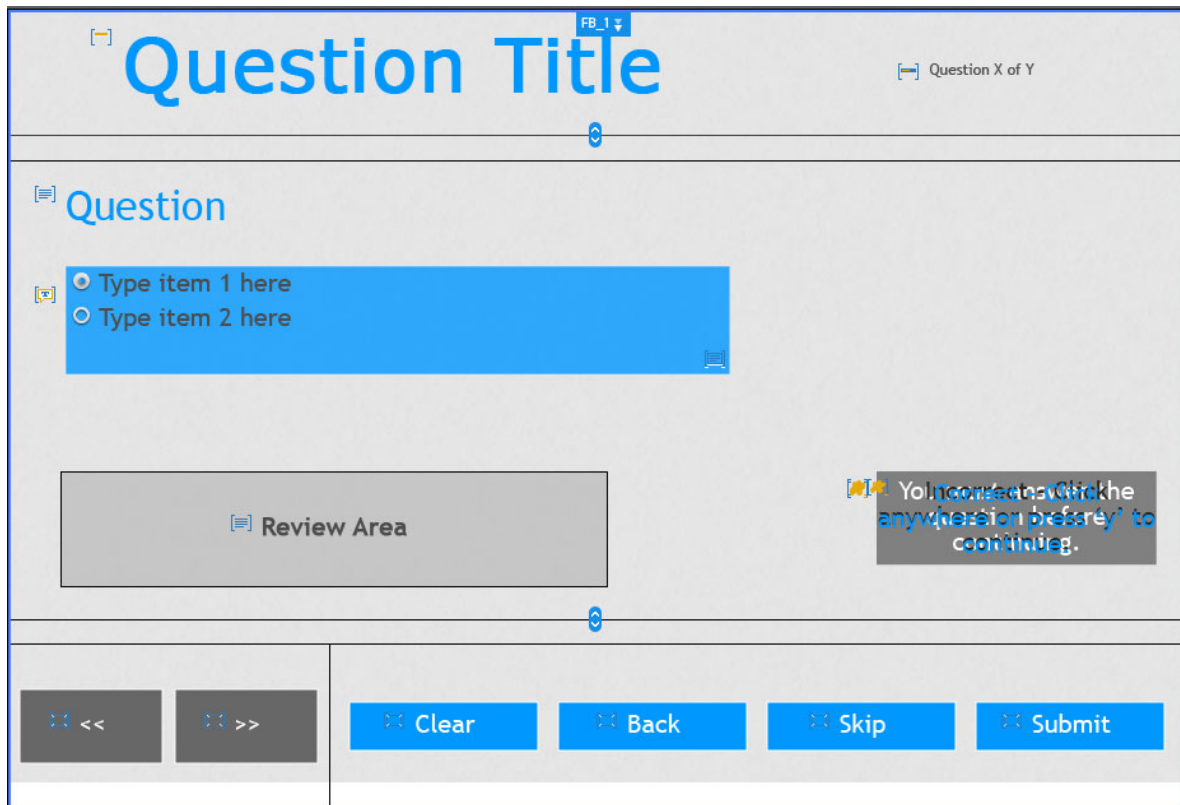 FB_1
Question Title
Question X of Y
Question
Type item 1 here
Type item 2 here
Review Area
continuing.
<<
>>
Clear
Back
Skip
Submit